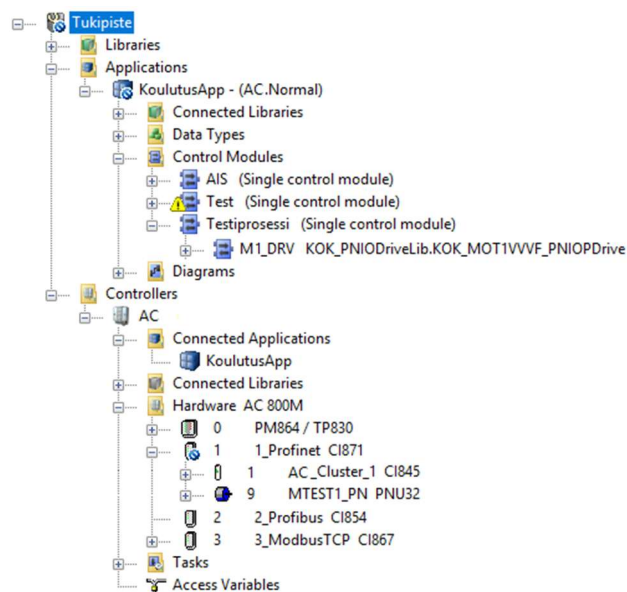 Tukipiste
Libraries
Applications
KoulutusApp - (AC.Normal)
Connected Libraries
Data Types
Control Modules
AIS (Single control module)
Test (Single control module)
Testiprosessi (Single control module)
M1_DRV KOK_PNIODriveLib.KOK_MOT1VVVF_PNIOPDrive
Diagrams
Controllers
AC
Connected Applications
KoulutusApp
Connected Libraries
Hardware AC 800M
0 PM864 / TP830
1 1_Profinet CI871
1 AC_Cluster_1 CI845
9 MTEST1_PN PNU32
2 2_Profibus CI854
3 3_ModbusTCP CI867
Tasks
Access Variables